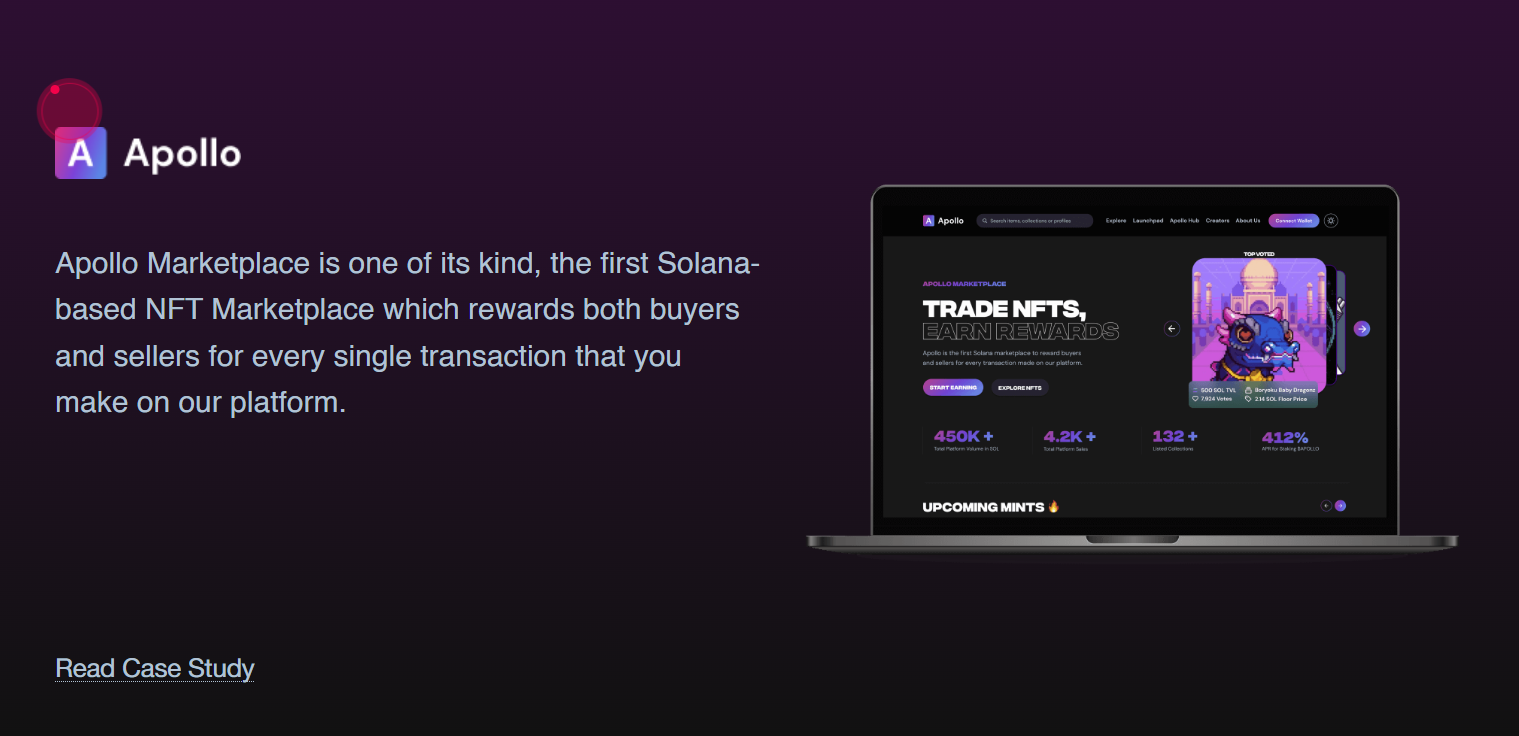 A Apollo
Apollo Marketplace is one of its kind, the first Solana-
based NFT Marketplace which rewards both buyers
and sellers for every single transaction that you
make on our platform.
Read Case Study
A Apollo
Search items, collections or profiles
Explore Launchpad Apollo Hub Creators About Us
Connect Wallet
APOLLO MARKETPLACE
TRADE NFTS,
EARN REWARDS
Apollo is the first Solana marketplace to reward buyers
and sellers for every transaction made on our platform.
START EARNING EXPLORE NFTS
TOP VOTED
500 SOL TVL Boryoku Baby Dragonz
7.924 Votes 2.14 SOL Floor Price
450K + 4.2K + 132 + 412%
Total Platform Volume in SOL Total Platform Sales Listed Collections APR for Staking $APOLLO
UPCOMING MINTS 🔥